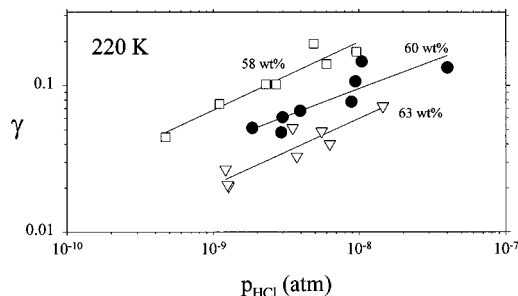 220 K
58 wt%
60 wt%
63 wt%
0.1
0.01
γ
10⁻¹⁰
10⁻⁹
10⁻⁸
10⁻⁷
p_HCl (atm)